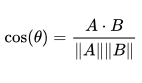 cos(θ) = A · B / ‖A‖‖B‖